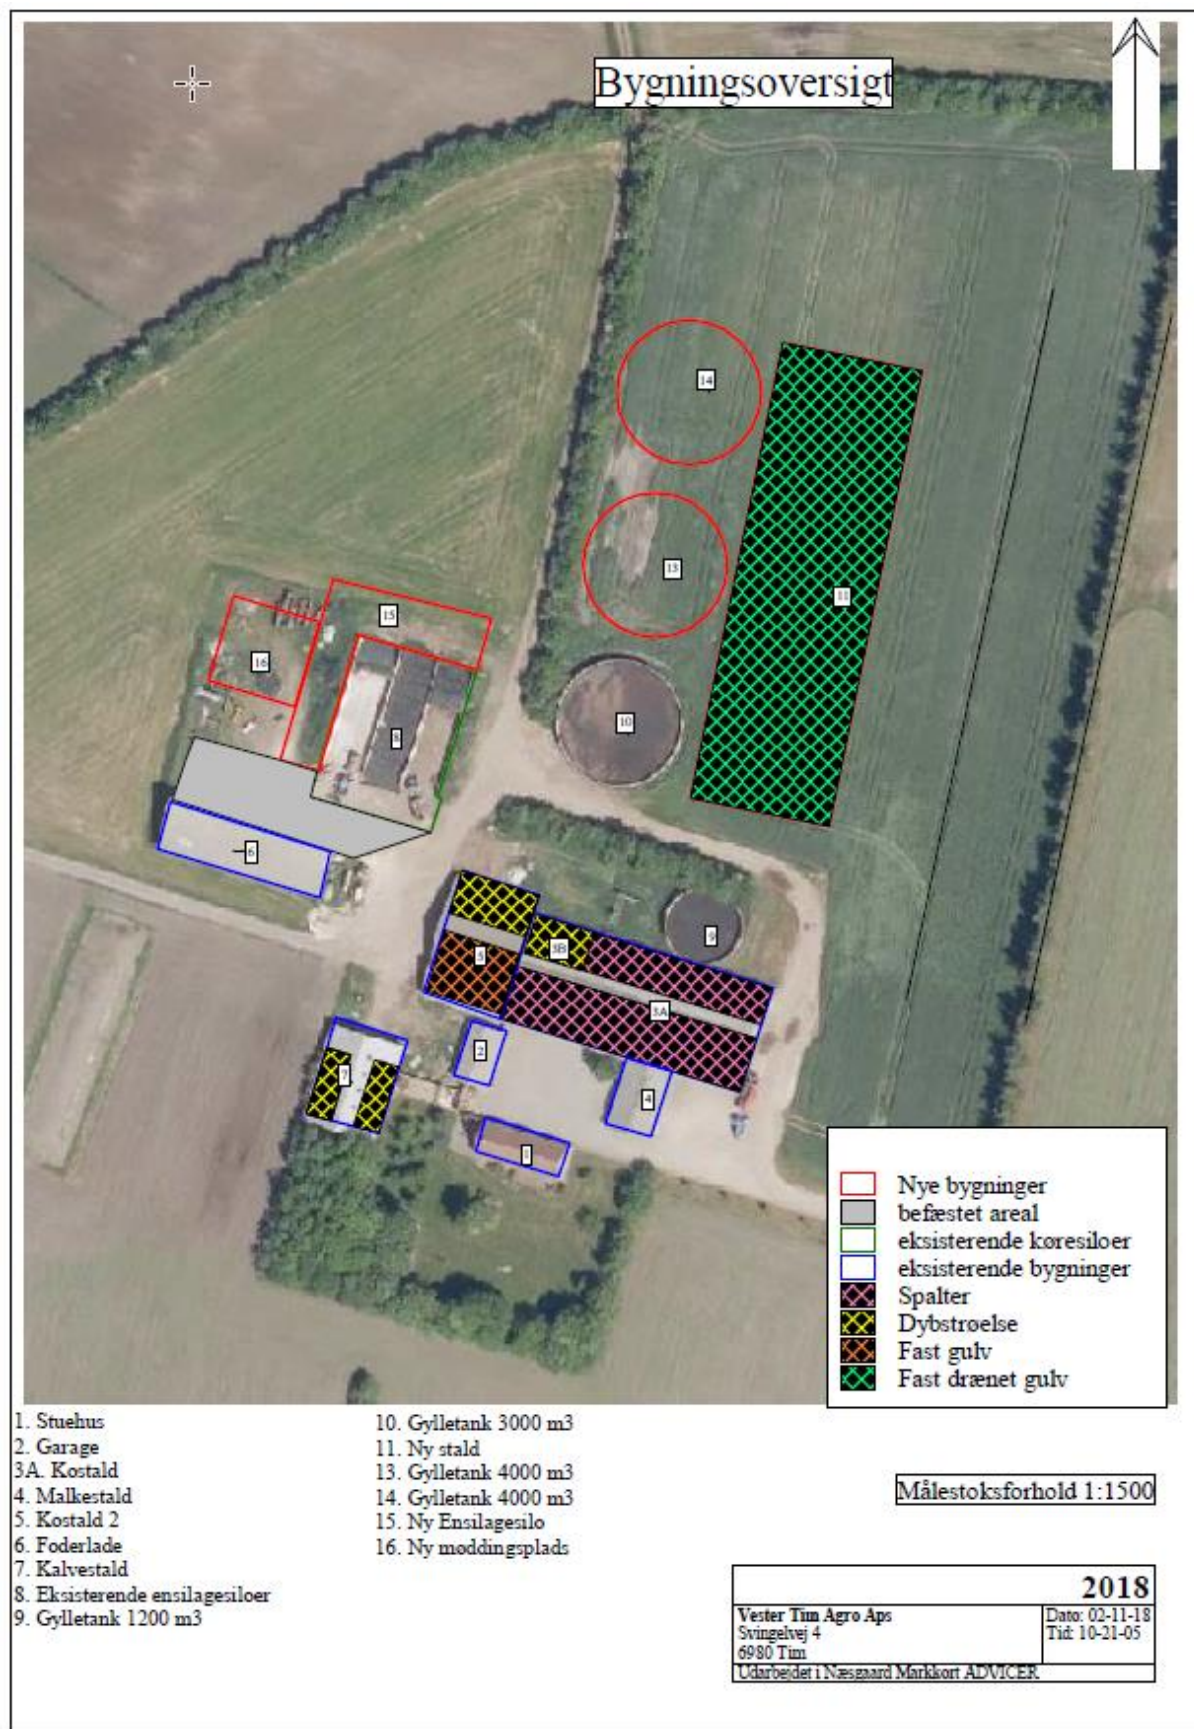 Bygningsoversigt
14
13
11
15
16
10
8
6
9
5
3B
3A
2
7
4
1
Nye bygninger
befæstet areal
eksisterende køresiloer
eksisterende bygninger
Spalter
Dybstrøelse
Fast gulv
Fast drænet gulv
1. Stuehus
2. Garage
3A. Kostald
4. Malkestald
5. Kostald 2
6. Foderlade
7. Kalvestald
8. Eksisterende ensilagesiloer
9. Gylletank 1200 m3
10. Gylletank 3000 m3
11. Ny stald
13. Gylletank 4000 m3
14. Gylletank 4000 m3
15. Ny Ensilagesilo
16. Ny møddingsplads
Målestoksforhold 1:1500
2018
Vester Tim Agro Aps
Svingelvej 4
6980 Tim
Dato: 02-11-18
Tid: 10-21-05
Udarbejdet i Næsgaard Markkort ADVICER